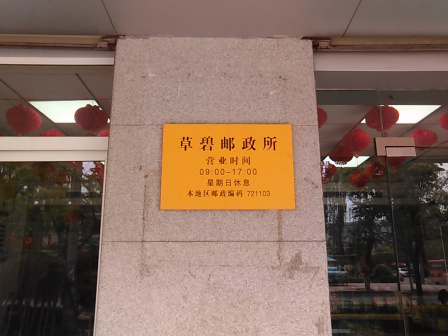 草碧邮政所
营业时间
09:00-17:00
星期日休息
本地区邮政编码 721103